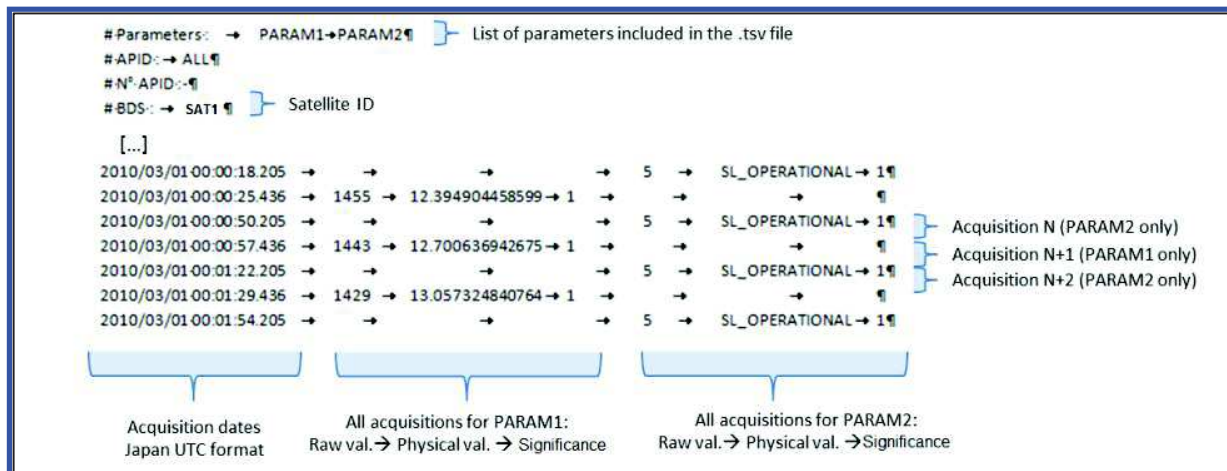 #·Parameters·: → PARAM1→PARAM2¶ List of parameters included in the .tsv file
#·APID·:→ALL¶
#·N°·APID·:-¶
#·BDS·: → SAT1 ¶ Satellite ID
[...]
2010/03/01·00:00:18.205 → → → → 5 → SL_OPERATIONAL→1¶
2010/03/01·00:00:25.436 → 1455 → 12.394904458599→1 → → → ¶
2010/03/01·00:00:50.205 → → → → 5 → SL_OPERATIONAL→1¶ Acquisition N (PARAM2 only)
2010/03/01·00:00:57.436 → 1443 → 12.700636942675→1 → → → ¶ Acquisition N+1 (PARAM1 only)
2010/03/01·00:01:22.205 → → → → 5 → SL_OPERATIONAL→1¶ Acquisition N+2 (PARAM2 only)
2010/03/01·00:01:29.436 → 1429 → 13.057324840764→1 → → → ¶
2010/03/01·00:01:54.205 → → → → 5 → SL_OPERATIONAL→1¶
Acquisition dates
Japan UTC format
All acquisitions for PARAM1:
Raw val.→ Physical val. → Significance
All acquisitions for PARAM2:
Raw val.→ Physical val. →Significance